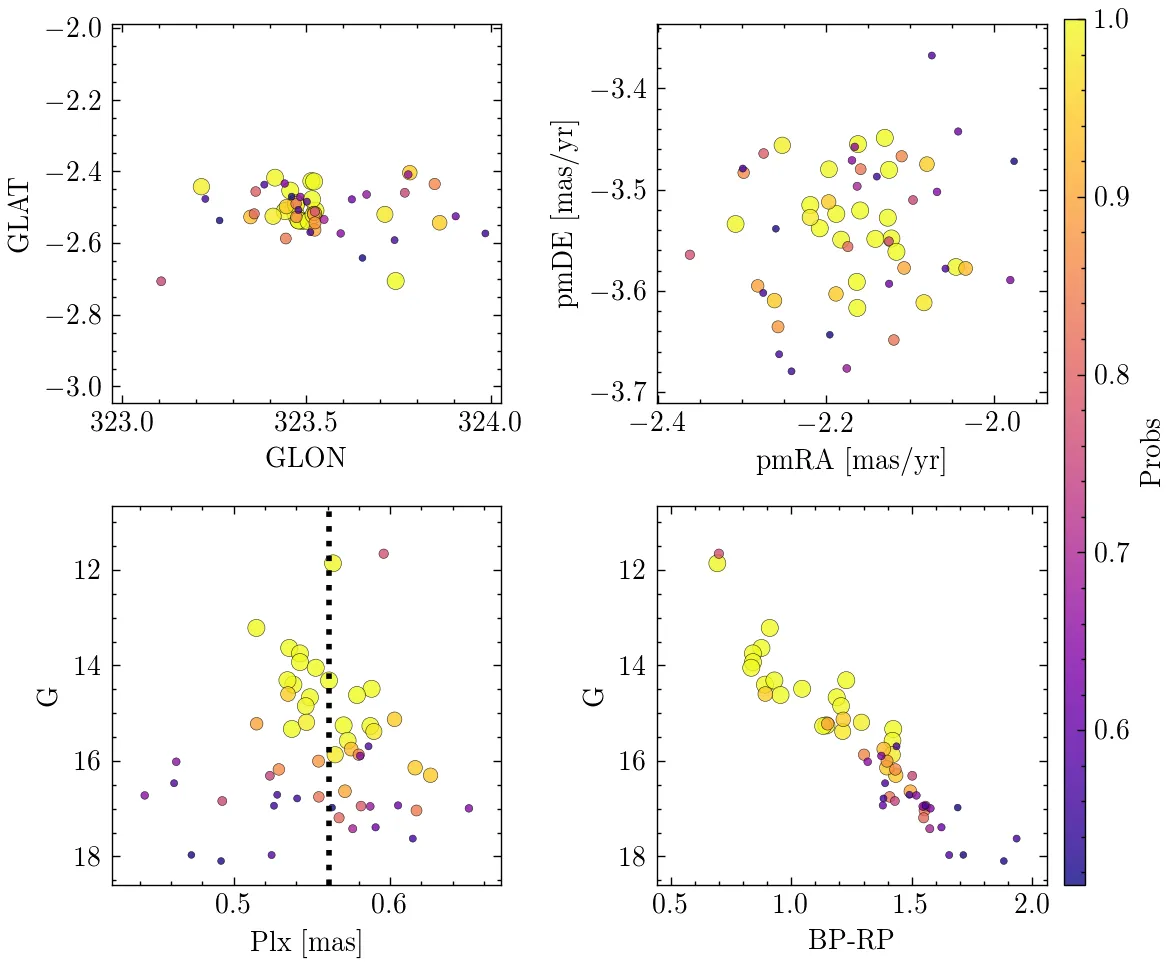 −2.0
−2.2
−2.4
−2.6
−2.8
−3.0
GLAT
323.0 323.5 324.0
GLON
−3.4
−3.5
−3.6
−3.7
pmDE [mas/yr]
−2.4 −2.2 −2.0
pmRA [mas/yr]
12
14
16
18
G
0.5 0.6
Plx [mas]
12
14
16
18
G
0.5 1.0 1.5 2.0
BP-RP
1.0
0.9
0.8
0.7
0.6
Probs